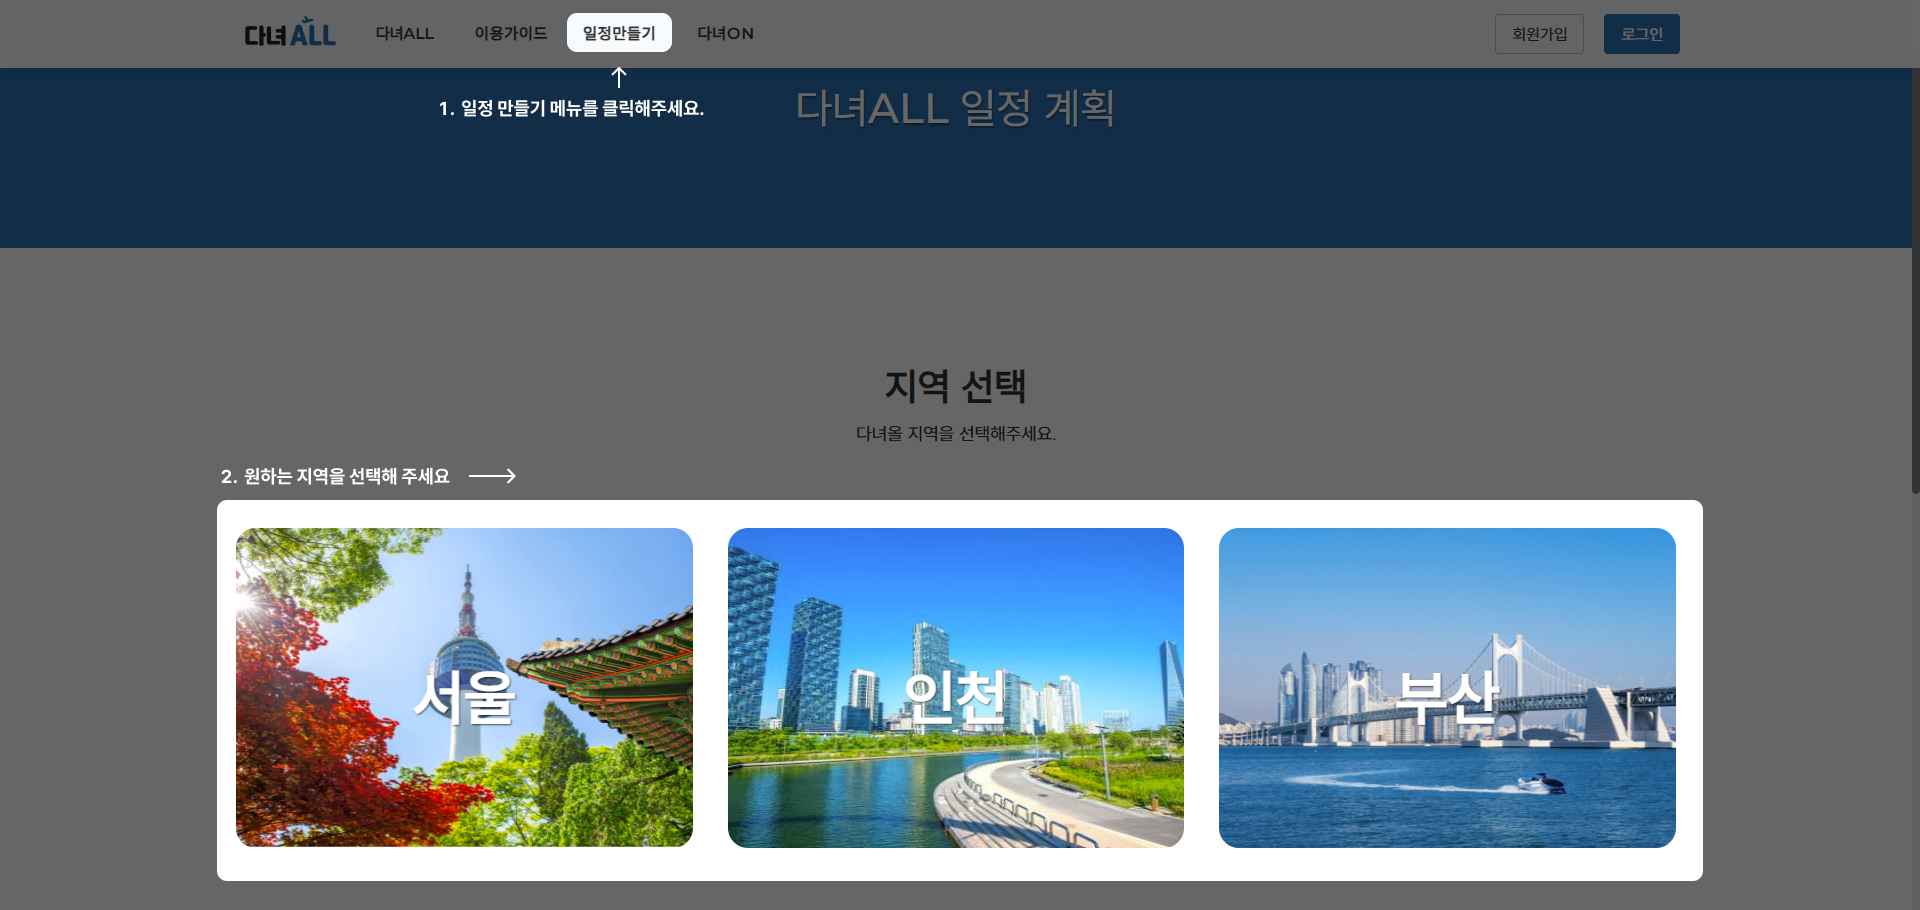 다녀ALL 다녀ALL 이용가이드 일정만들기 다녀ON 회원가입 로그인
1. 일정 만들기 메뉴를 클릭해주세요.
다녀ALL 일정 계획
지역 선택
다녀올 지역을 선택해주세요.
2. 원하는 지역을 선택해 주세요
서울 인천 부산